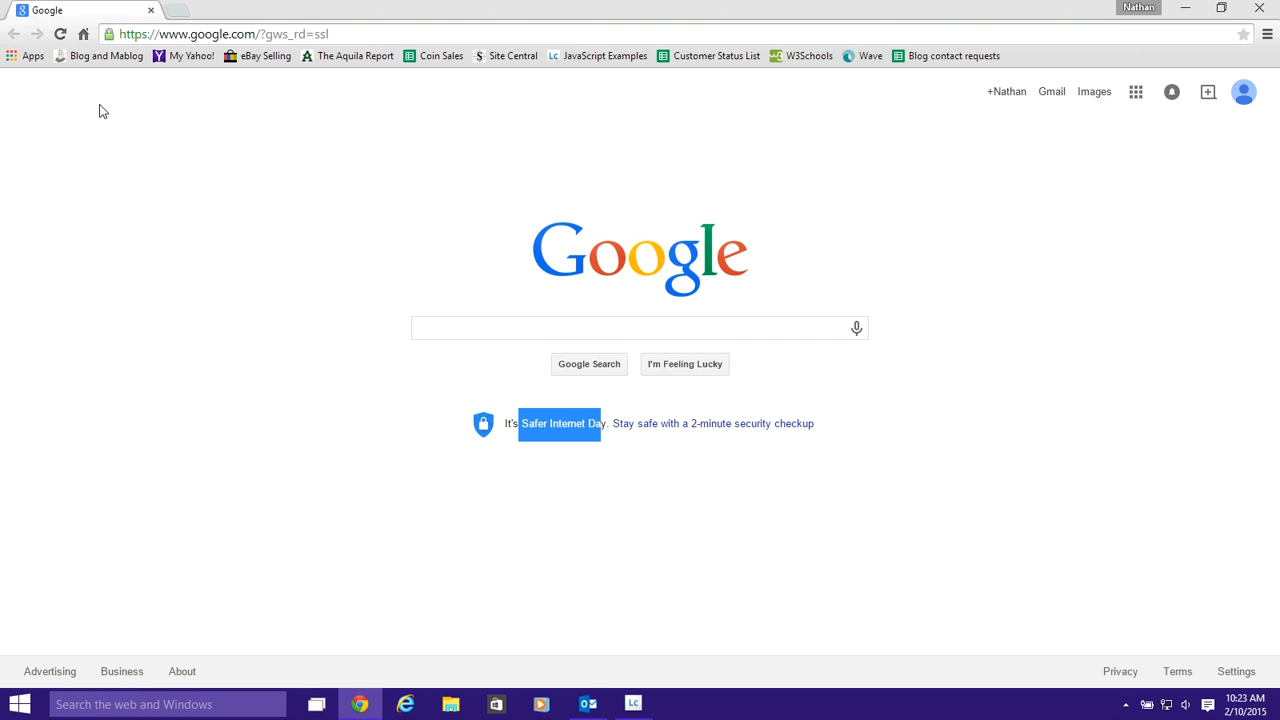 Google
Nathan
https://www.google.com/?gws_rd=ssl
Apps Blog and Mablog My Yahoo! eBay Selling The Aquila Report Coin Sales Site Central JavaScript Examples Customer Status List W3Schools Wave Blog contact requests
+Nathan Gmail Images
Google
Google Search I'm Feeling Lucky
It's Safer Internet Day. Stay safe with a 2-minute security checkup
Advertising Business About Privacy Terms Settings
Search the web and Windows
LC
10:23 AM
2/10/2015